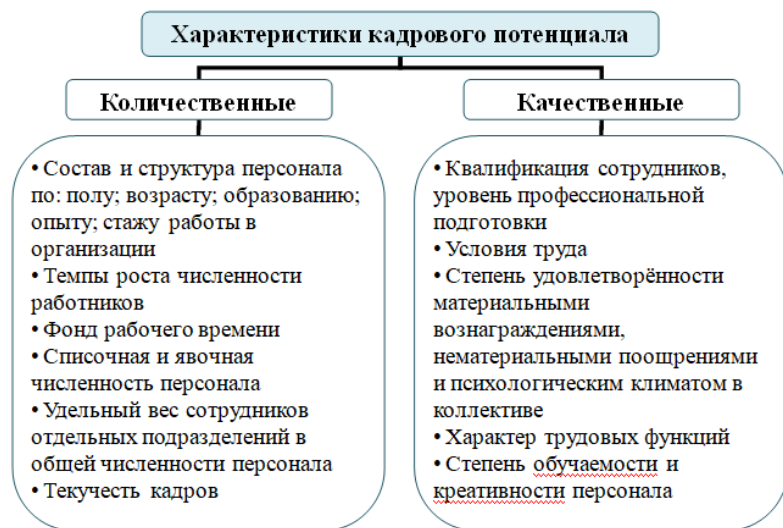 Характеристики кадрового потенциала
Количественные
• Состав и структура персонала
по: полу; возрасту; образованию;
опыту; стажу работы в
организации
• Темпы роста численности
работников
• Фонд рабочего времени
• Списочная и явочная
численность персонала
• Удельный вес сотрудников
отдельных подразделений в
общей численности персонала
• Текучесть кадров
Качественные
• Квалификация сотрудников,
уровень профессиональной
подготовки
• Условия труда
• Степень удовлетворённости
материальными
вознаграждениями,
нематериальными поощрениями
и психологическим климатом в
коллективе
• Характер трудовых функций
• Степень обучаемости и
креативности персонала